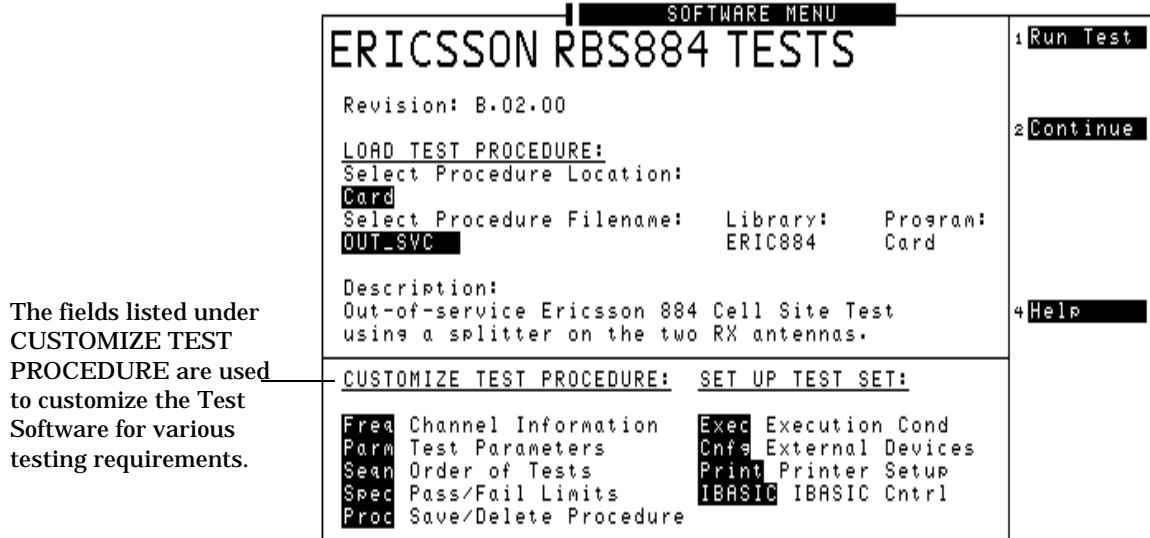 SOFTWARE MENU
ERICSSON RBS884 TESTS
Revision: B.02.00
LOAD TEST PROCEDURE:
Select Procedure Location:
Card
Select Procedure Filename: Library: Program:
OUT_SVC ERIC884 Card
Description:
Out-of-service Ericsson 884 Cell Site Test
using a splitter on the two RX antennas.
CUSTOMIZE TEST PROCEDURE: SET UP TEST SET:
Freq Channel Information Exec Execution Cond
Parm Test Parameters Cnfg External Devices
Seqn Order of Tests Print Printer Setup
Spec Pass/Fail Limits IBASIC IBASIC Cntrl
Proc Save/Delete Procedure
1 Run Test
2 Continue
4 Help
The fields listed under
CUSTOMIZE TEST
PROCEDURE are used
to customize the Test
Software for various
testing requirements.